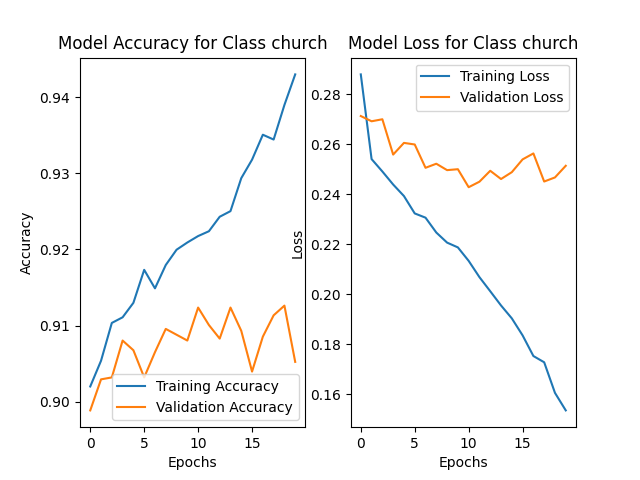 Model Accuracy for Class church
0.94
0.93
0.92
0.91
0.90
Accuracy
Training Accuracy
Validation Accuracy
0 5 10 15
Epochs
Model Loss for Class church
Training Loss
Validation Loss
0.28
0.26
0.24
0.22
0.20
0.18
0.16
Loss
0 5 10 15
Epochs